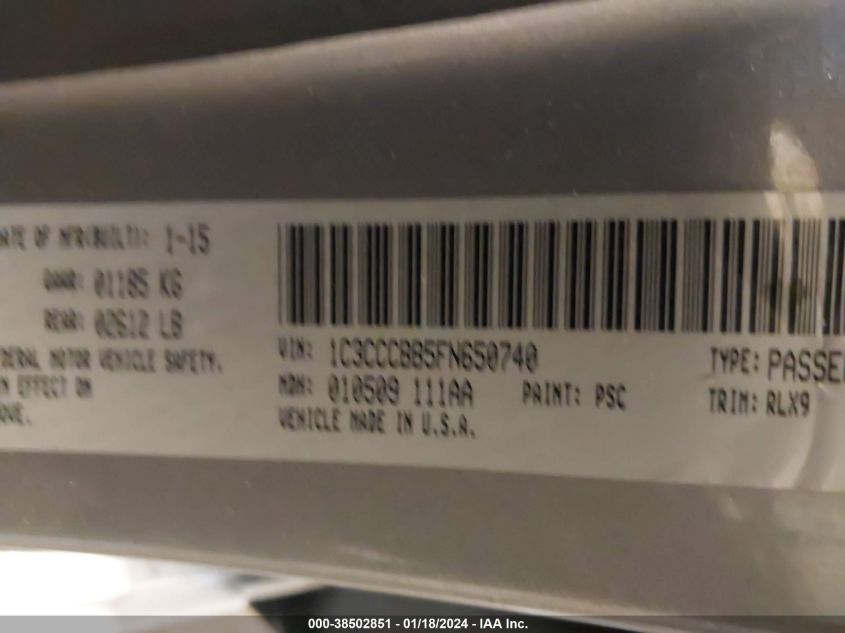 ATE OF MFR(BUILT): 1-15
GAWR: 01185 KG
REAR: 02612 LB
DERAL MOTOR VEHICLE SAFETY.
N EFFECT ON
OVE.
VIN: 1C3CCCBB5FN650740
MDH: 010509 111AA
PAINT: PSC
VEHICLE MADE IN U.S.A.
TYPE: PASSE
TRIM: RLX9
000-38502851 - 01/18/2024 - IAA Inc.